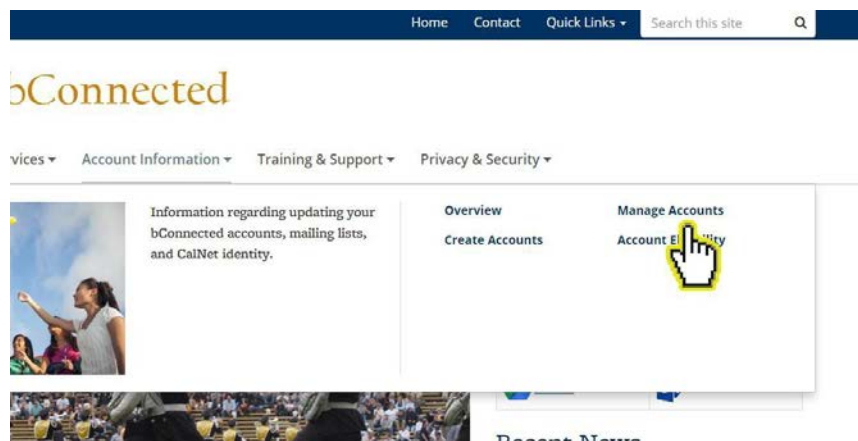 Home Contact Quick Links Search this site
bConnected
Account Information Training & Support Privacy & Security
Information regarding updating your
bConnected accounts, mailing lists,
and CalNet identity.
Overview
Manage Accounts
Create Accounts
Account